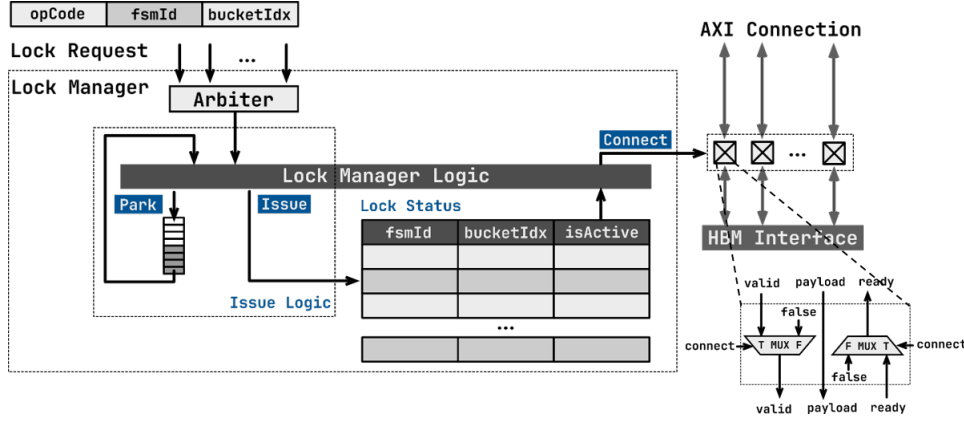 opCode fsmId bucketIdx
Lock Request
...
Lock Manager
Arbiter
AXI Connection
Connect
...
Lock Manager Logic
Park
Issue
Lock Status
fsmId bucketIdx isActive
HBM Interface
Issue Logic
...
valid payload ready
false
connect T MUX F F MUX T connect
false
valid payload ready